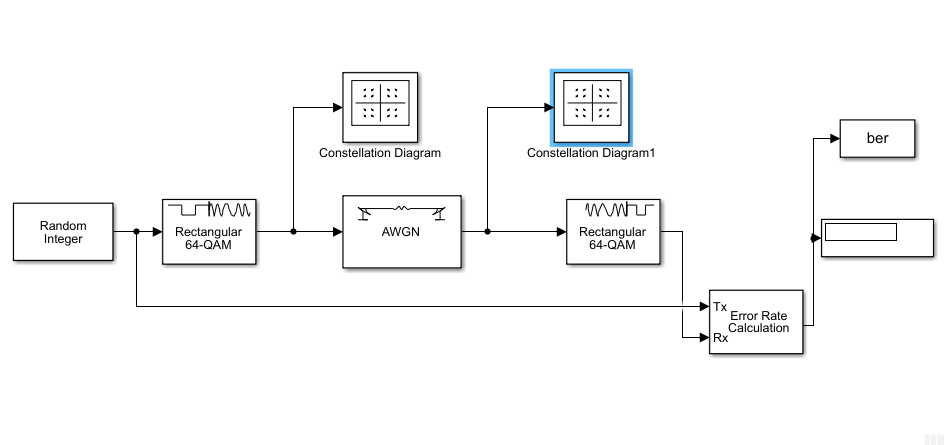 Constellation Diagram
Constellation Diagram1
ber
Random
Integer
Rectangular
64-QAM
AWGN
Rectangular
64-QAM
Tx
Error Rate
Calculation
Rx